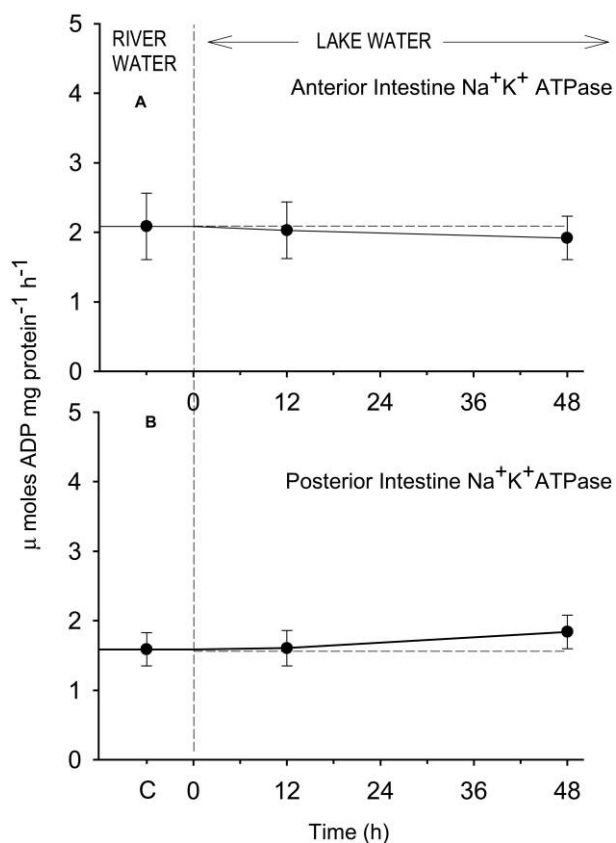 RIVER
WATER
LAKE WATER
A
Anterior Intestine Na⁺K⁺ ATPase
5
4
3
2
1
0
0 12 24 36 48
μ moles ADP mg protein⁻¹ h⁻¹
B
Posterior Intestine Na⁺K⁺ATPase
5
4
3
2
1
0
C 0 12 24 36 48
Time (h)